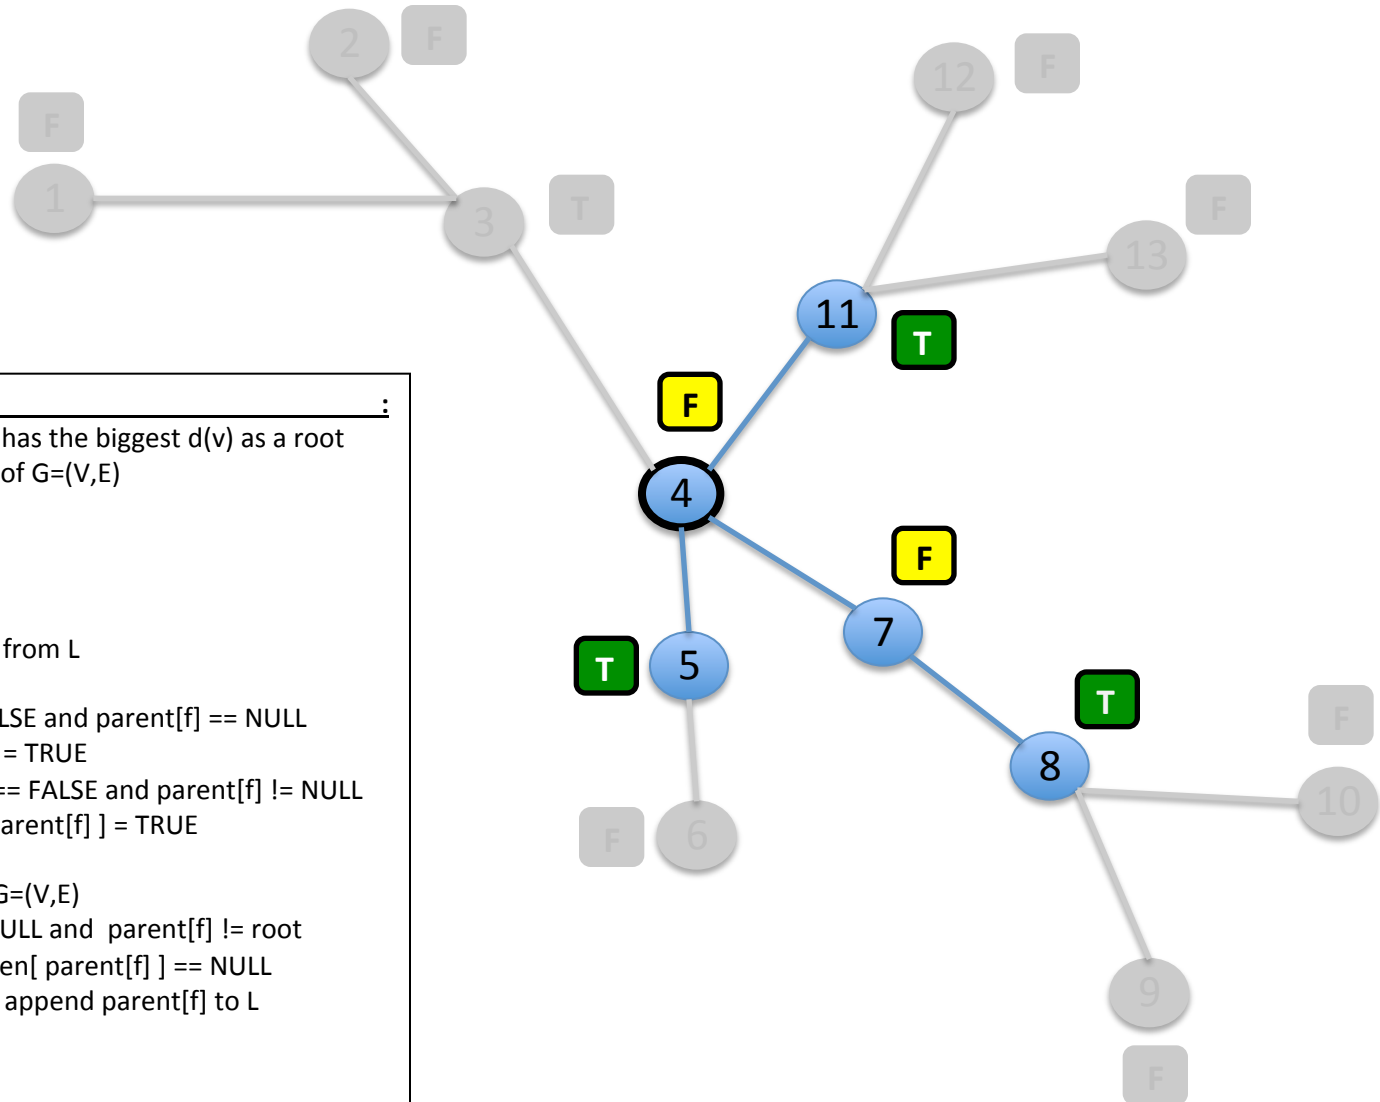 2
F
F
1
3
T
12
F
F
13
11
T
F
4
F
7
T
5
T
8
F
10
F
6
9
F
:
has the biggest d(v) as a root
of G=(V,E)
from L
LSE and parent[f] == NULL
= TRUE
== FALSE and parent[f] != NULL
arent[f] ] = TRUE
G=(V,E)
ULL and parent[f] != root
en[ parent[f] ] == NULL
append parent[f] to L